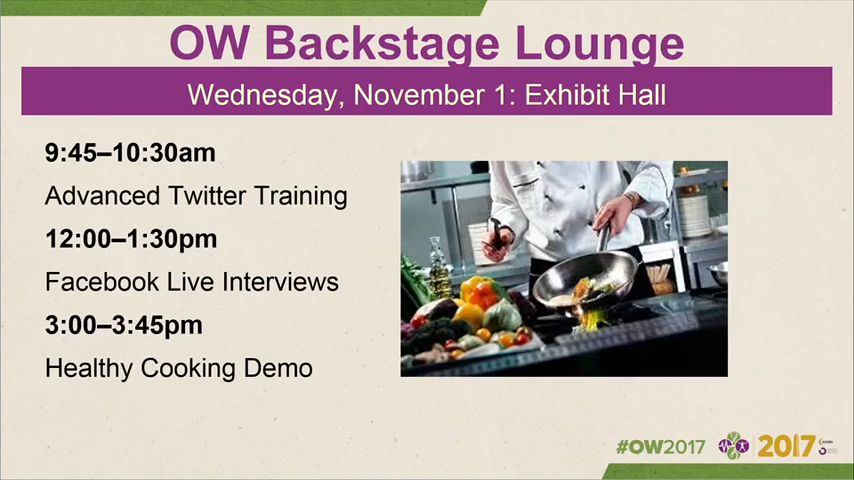 OW Backstage Lounge
Wednesday, November 1: Exhibit Hall
9:45–10:30am
Advanced Twitter Training
12:00–1:30pm
Facebook Live Interviews
3:00–3:45pm
Healthy Cooking Demo
#OW2017
2017